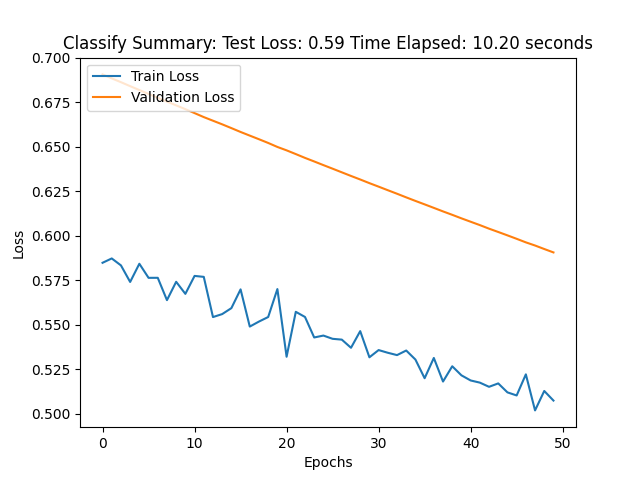 Classify Summary: Test Loss: 0.59 Time Elapsed: 10.20 seconds
Train Loss
Validation Loss
0.700
0.675
0.650
0.625
0.600
0.575
0.550
0.525
0.500
Loss
0 10 20 30 40 50
Epochs